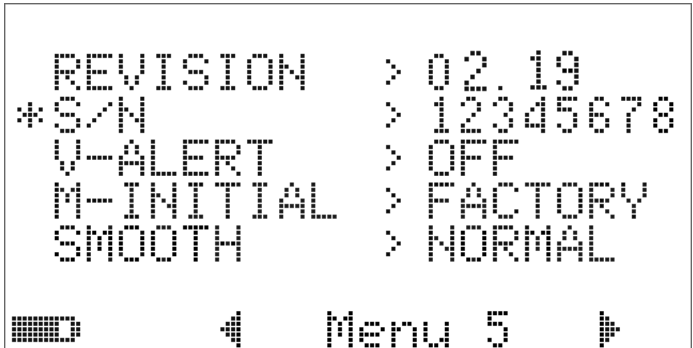 REVISION > 02.19
*S/N > 12345678
V-ALERT > OFF
M-INITIAL > FACTORY
SMOOTH > NORMAL
Menu 5